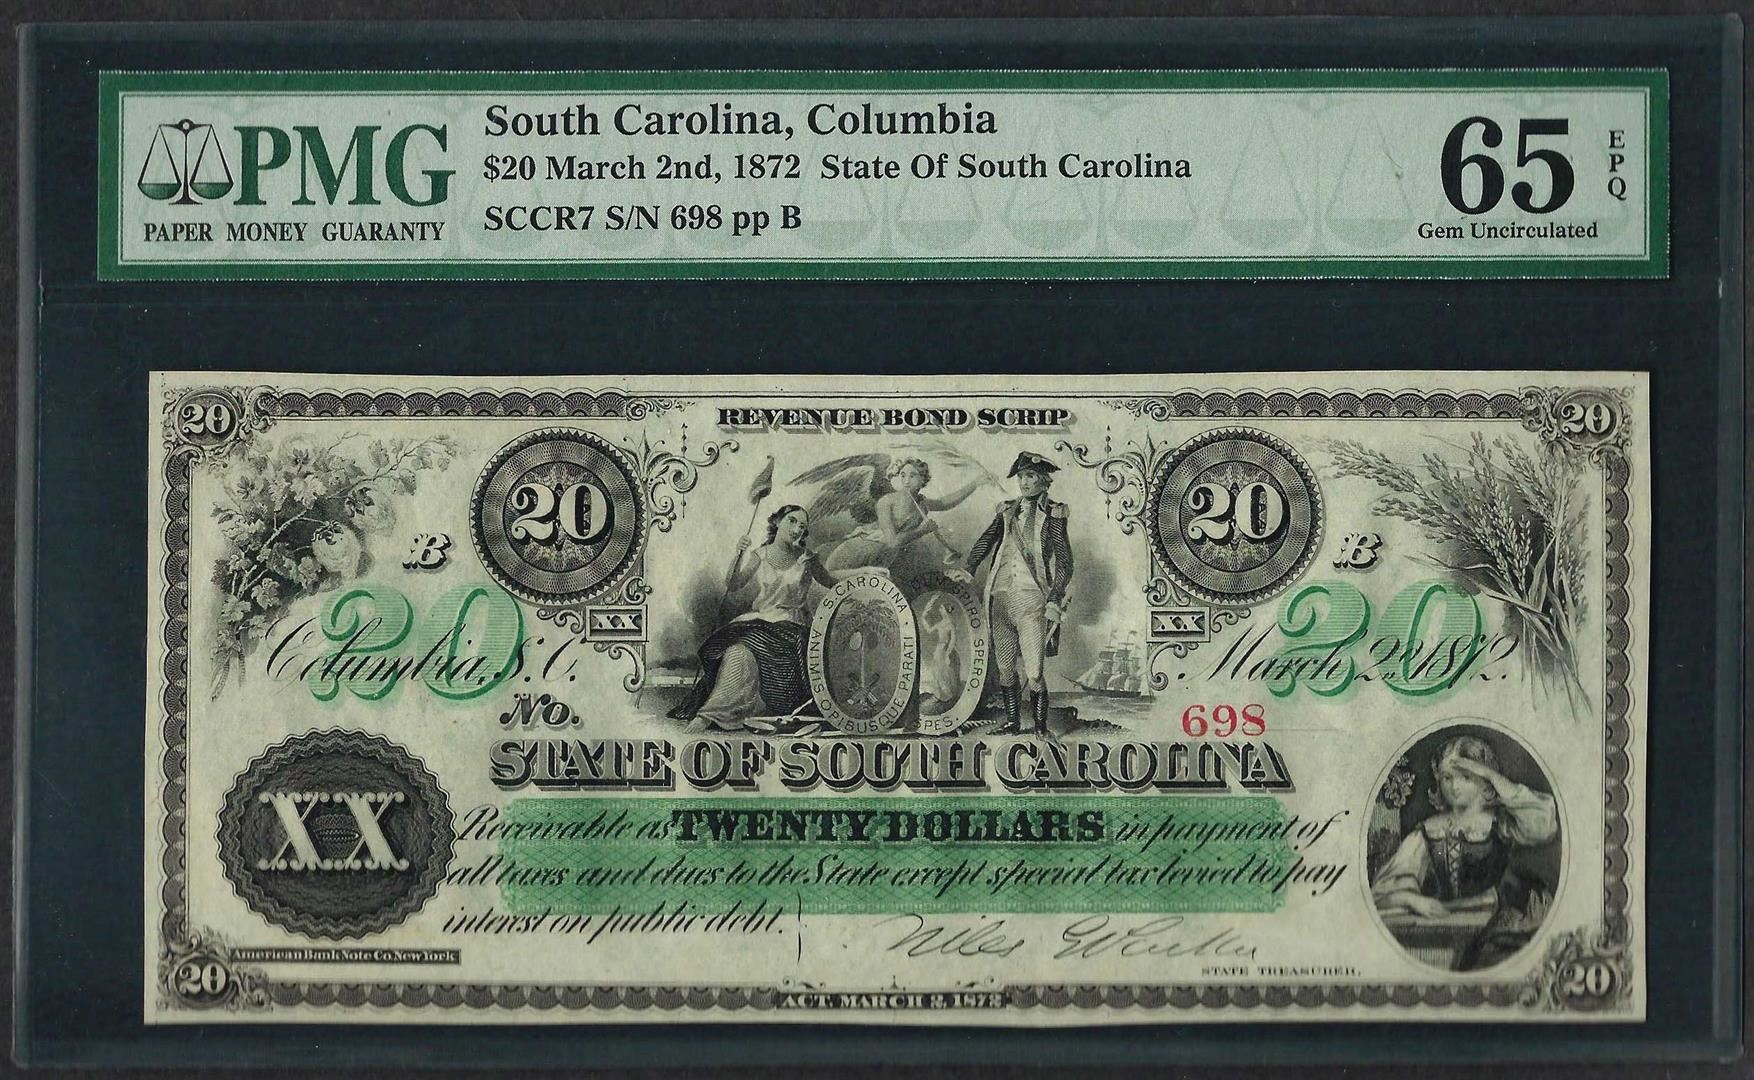 PMG
PAPER MONEY GUARANTY
South Carolina, Columbia
$20 March 2nd, 1872 State Of South Carolina
SCCR7 S/N 698 pp B
65
EPQ
Gem Uncirculated
20
REVENUE BOND SCRIP
20
20
20
B
B
20
20
XX
XX
S. CAROLINA · ANIMIS OPIBUSQUE PARATI ·
DUM SPIRO SPERO.
SPES.
Columbia, S.C.
March 2nd 1872.
No.
698
STATE OF SOUTH CAROLINA
XX
Receivable as TWENTY DOLLARS in payment of
all taxes and dues to the State except special tax levied to pay
interest on public debt.
Niles G Parker
STATE TREASURER.
American Bank Note Co. New York
20
20
ACT. MARCH 2, 1872